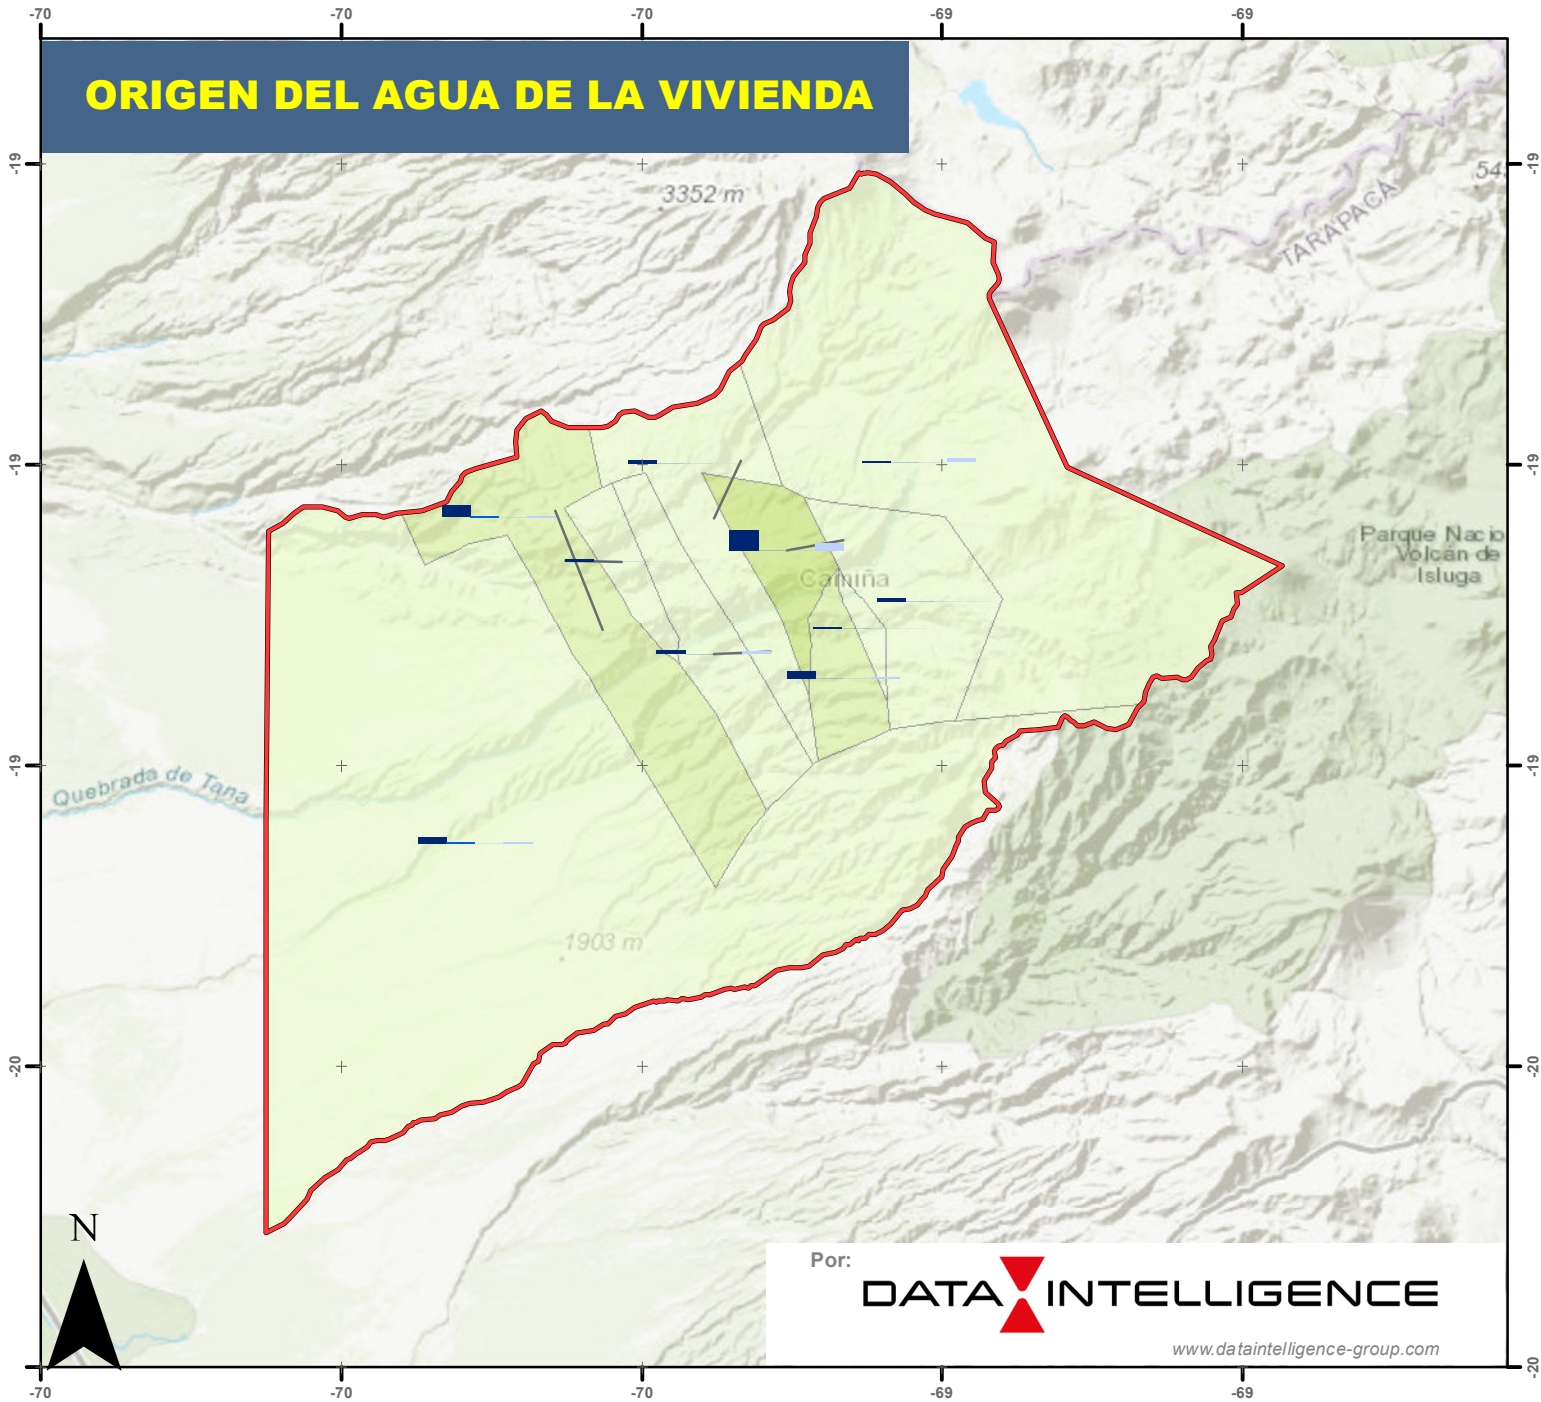 -70 -70 -70 -69 -69
ORIGEN DEL AGUA DE LA VIVIENDA
-19 -19
3352 m
TARAPACÁ
-19 -19
Parque Nacio
Volcán de
Isluga
Camiña
-19 -19
Quebrada de Tana
1903 m
-20 -20
N
Por:
DATA INTELLIGENCE
www.dataintelligence-group.com
-20
-70 -70 -70 -69 -69